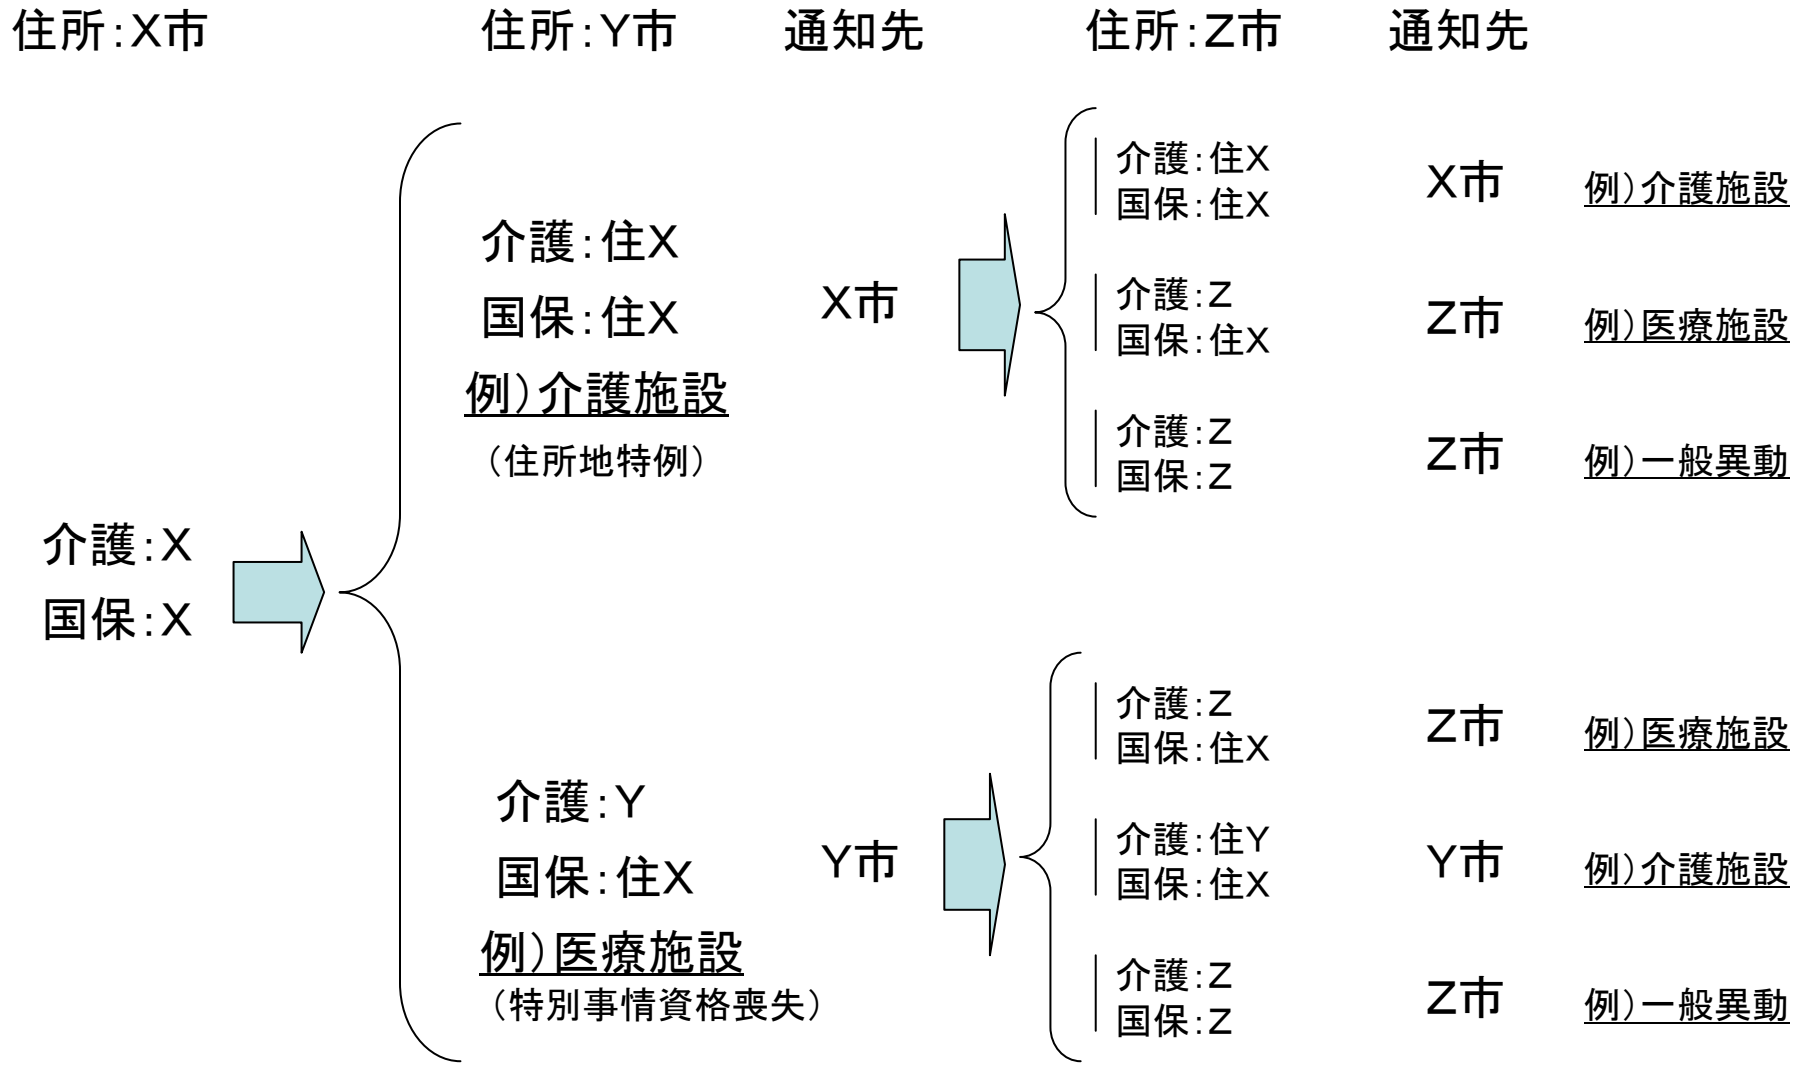 住所:X市
住所:Y市
通知先
住所:Z市
通知先
介護:X
国保:X
介護:住X
国保:住X
例)介護施設
（住所地特例）
X市
介護:住X
国保:住X
X市
例)介護施設
介護:Z
国保:住X
Z市
例)医療施設
介護:Z
国保:Z
Z市
例)一般異動
介護:Y
国保:住X
例)医療施設
（特別事情資格喪失）
Y市
介護:Z
国保:住X
Z市
例)医療施設
介護:住Y
国保:住X
Y市
例)介護施設
介護:Z
国保:Z
Z市
例)一般異動